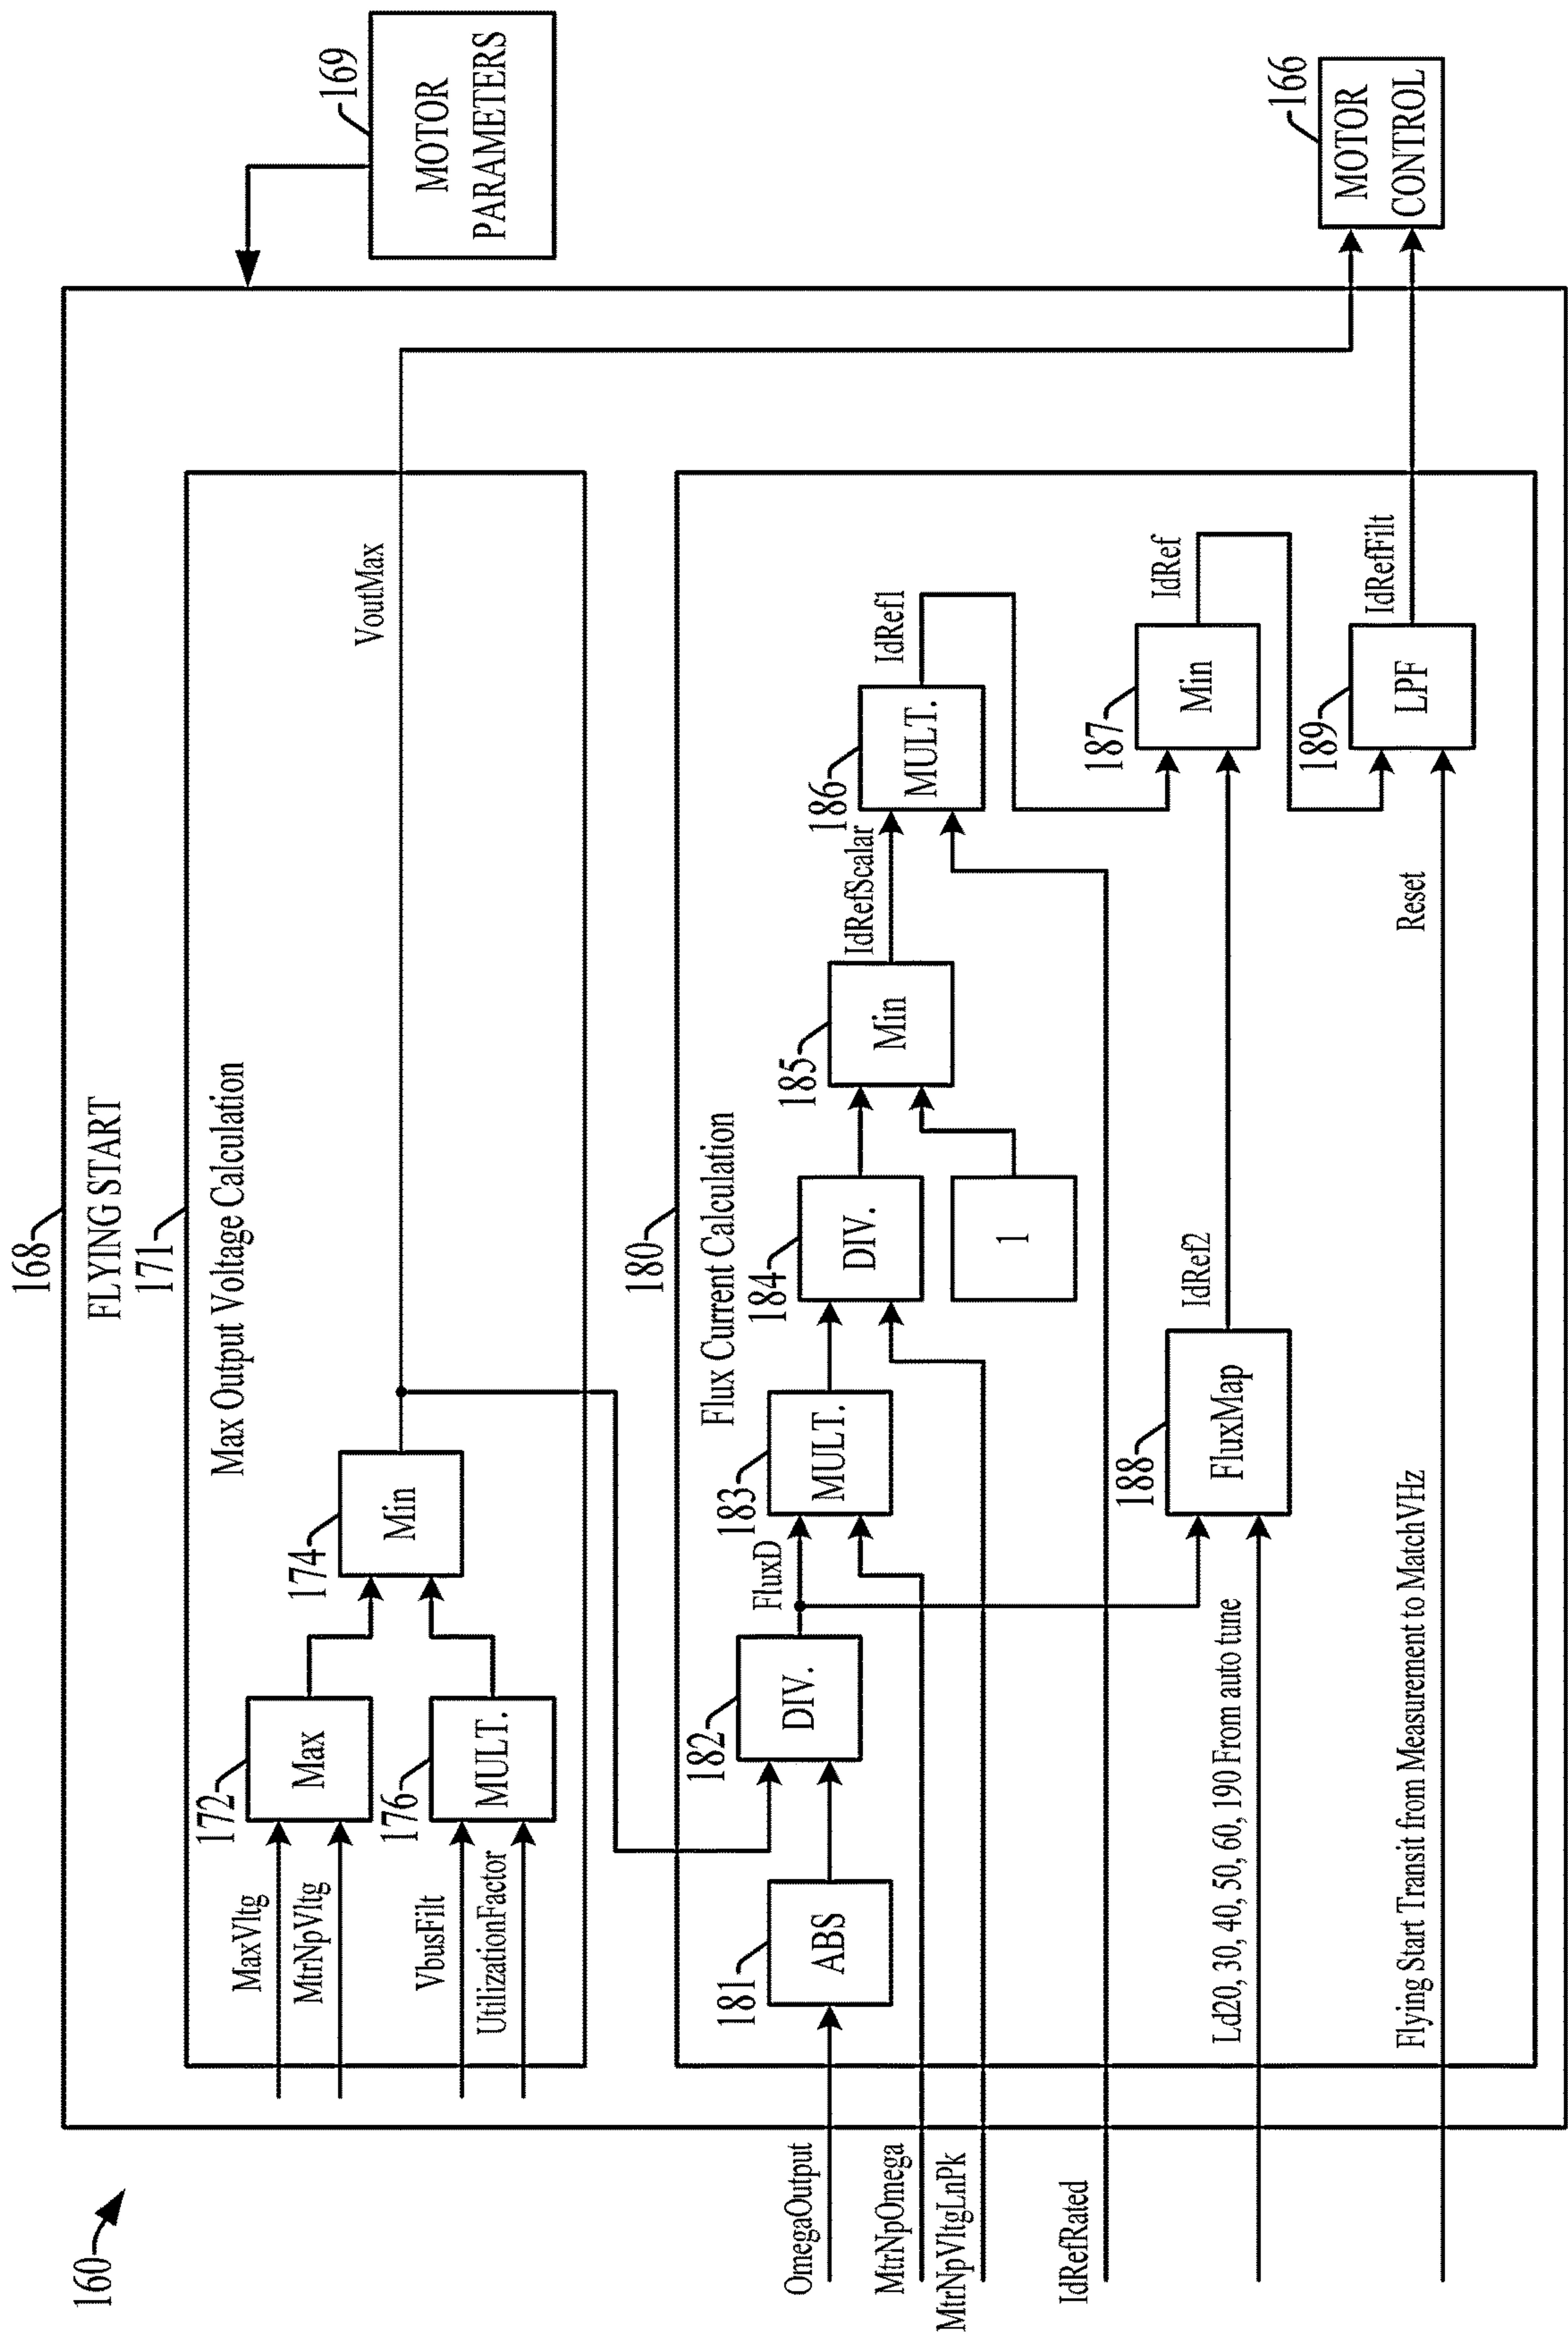 160
168
FLYING START
171
Max Output Voltage Calculation
MaxVltg
MtrNpVltg
172
Max
VbusFilt
UtilizationFactor
176
MULT.
174
Min
VoutMax
169
MOTOR
PARAMETERS
180
Flux Current Calculation
OmegaOutput
181
ABS
182
DIV.
FluxD
183
MULT.
184
DIV.
1
185
Min
IdRefScalar
186
MULT.
IdRef1
MtrNpOmega
MtrNpVltgLnPk
IdRefRated
Ld20, 30, 40, 50, 60, 190 From auto tune
188
FluxMap
IdRef2
187
Min
IdRef
Flying Start Transit from Measurement to MatchVHz
Reset
189
LPF
IdRefFilt
166
MOTOR
CONTROL